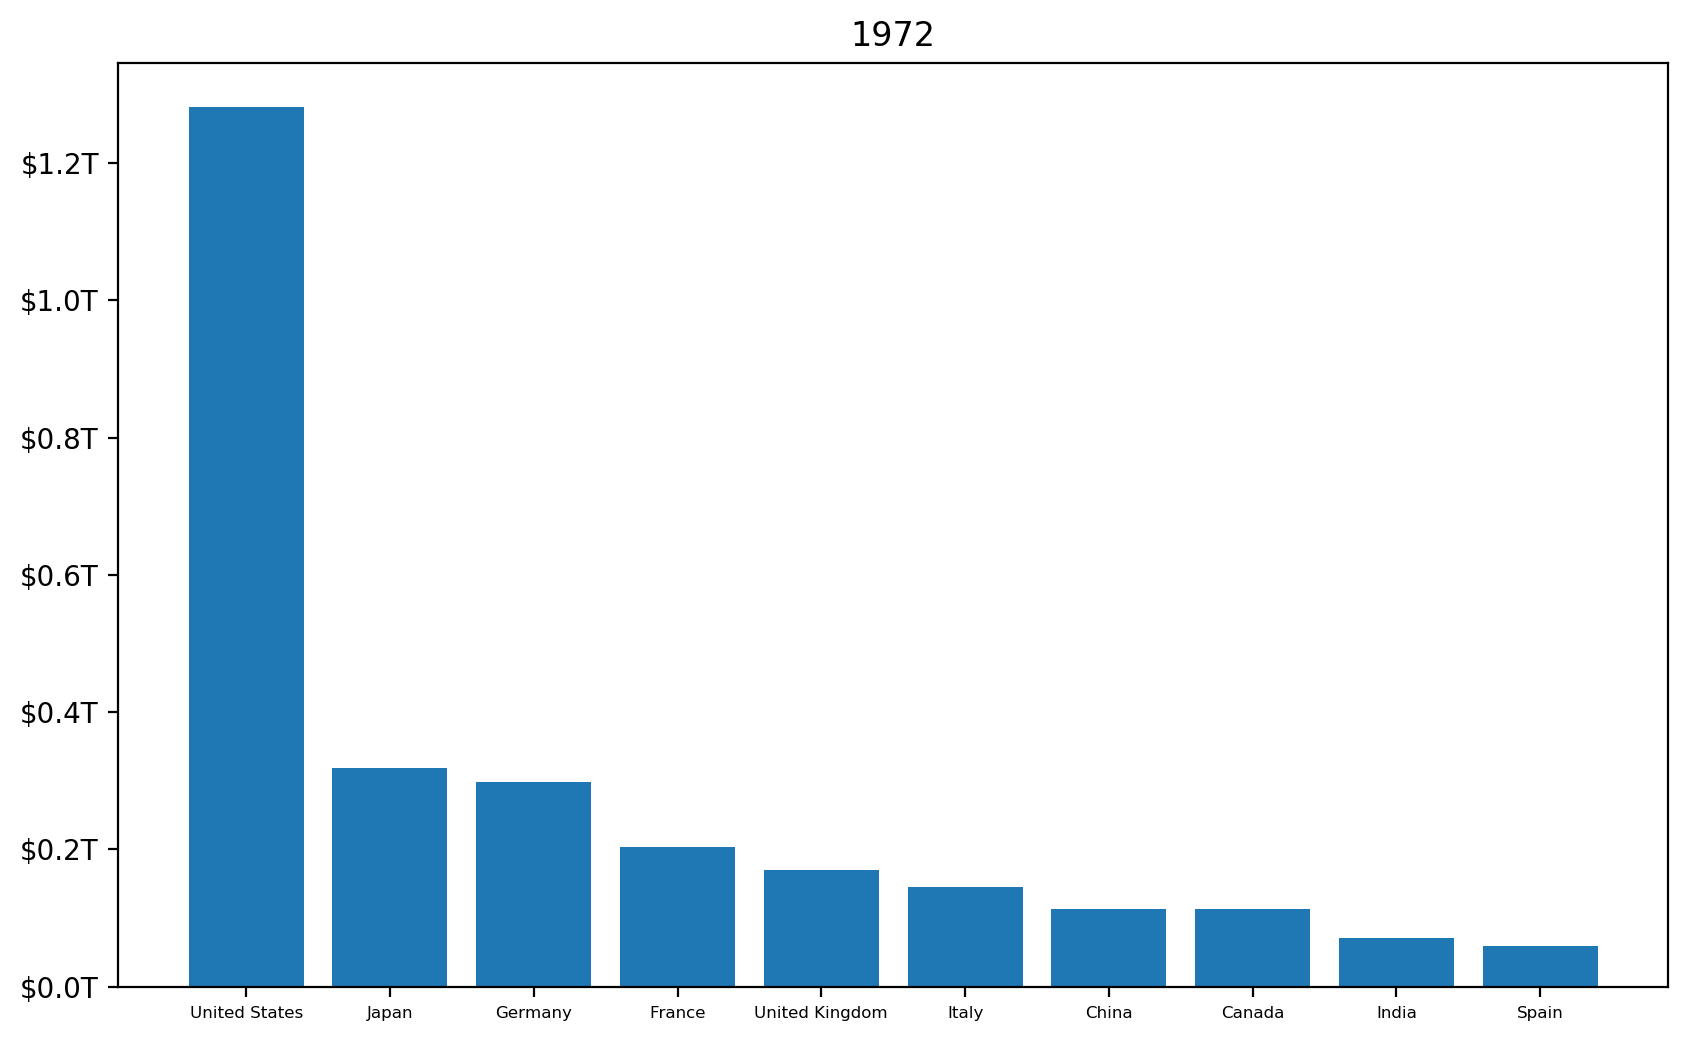 1972
$1.2T
$1.0T
$0.8T
$0.6T
$0.4T
$0.2T
$0.0T
United States Japan Germany France United Kingdom Italy China Canada India Spain